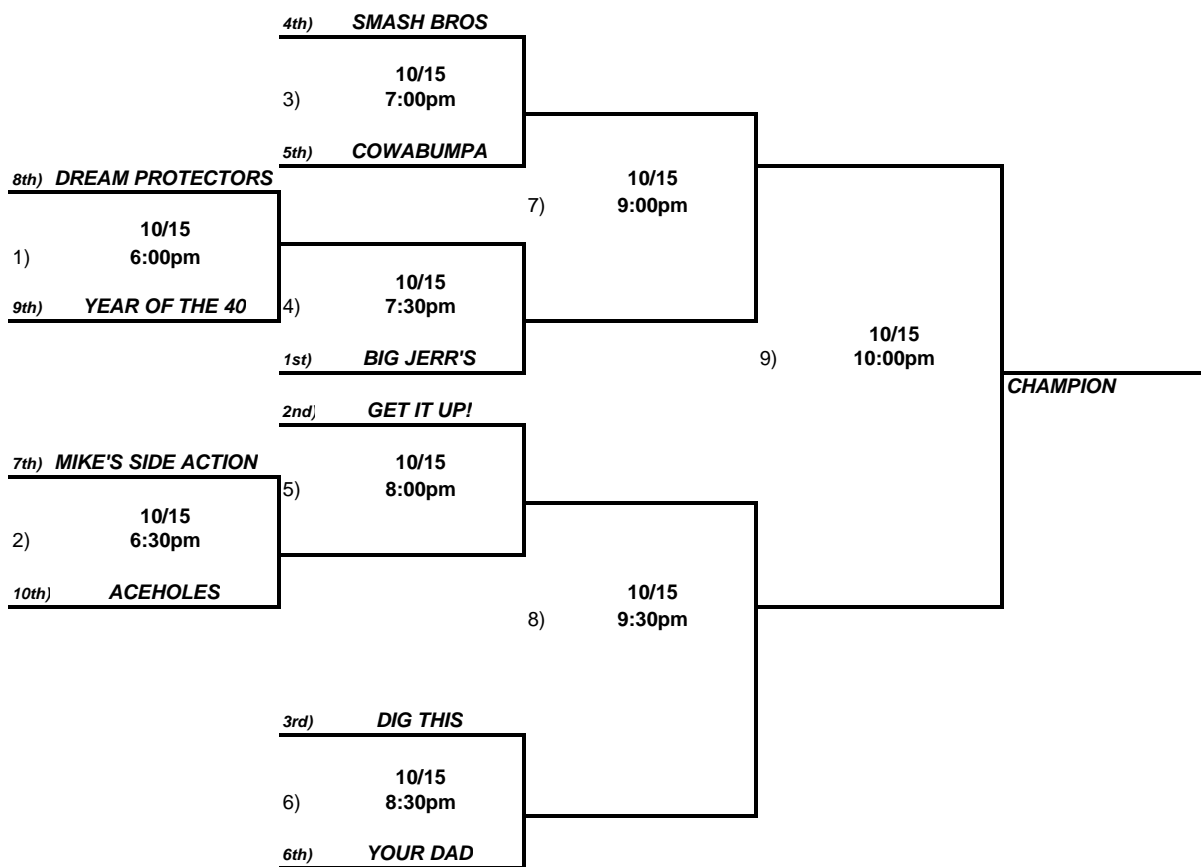 4th) SMASH BROS
10/15
3) 7:00pm
5th) COWABUMPA
8th) DREAM PROTECTORS
10/15
7) 9:00pm
10/15
1) 6:00pm
10/15
9th) YEAR OF THE 40
4) 7:30pm
10/15
9) 10:00pm
1st) BIG JERR'S
CHAMPION
2nd) GET IT UP!
7th) MIKE'S SIDE ACTION
10/15
5) 8:00pm
10/15
2) 6:30pm
10th) ACEHOLES
10/15
8) 9:30pm
3rd) DIG THIS
10/15
6) 8:30pm
6th) YOUR DAD